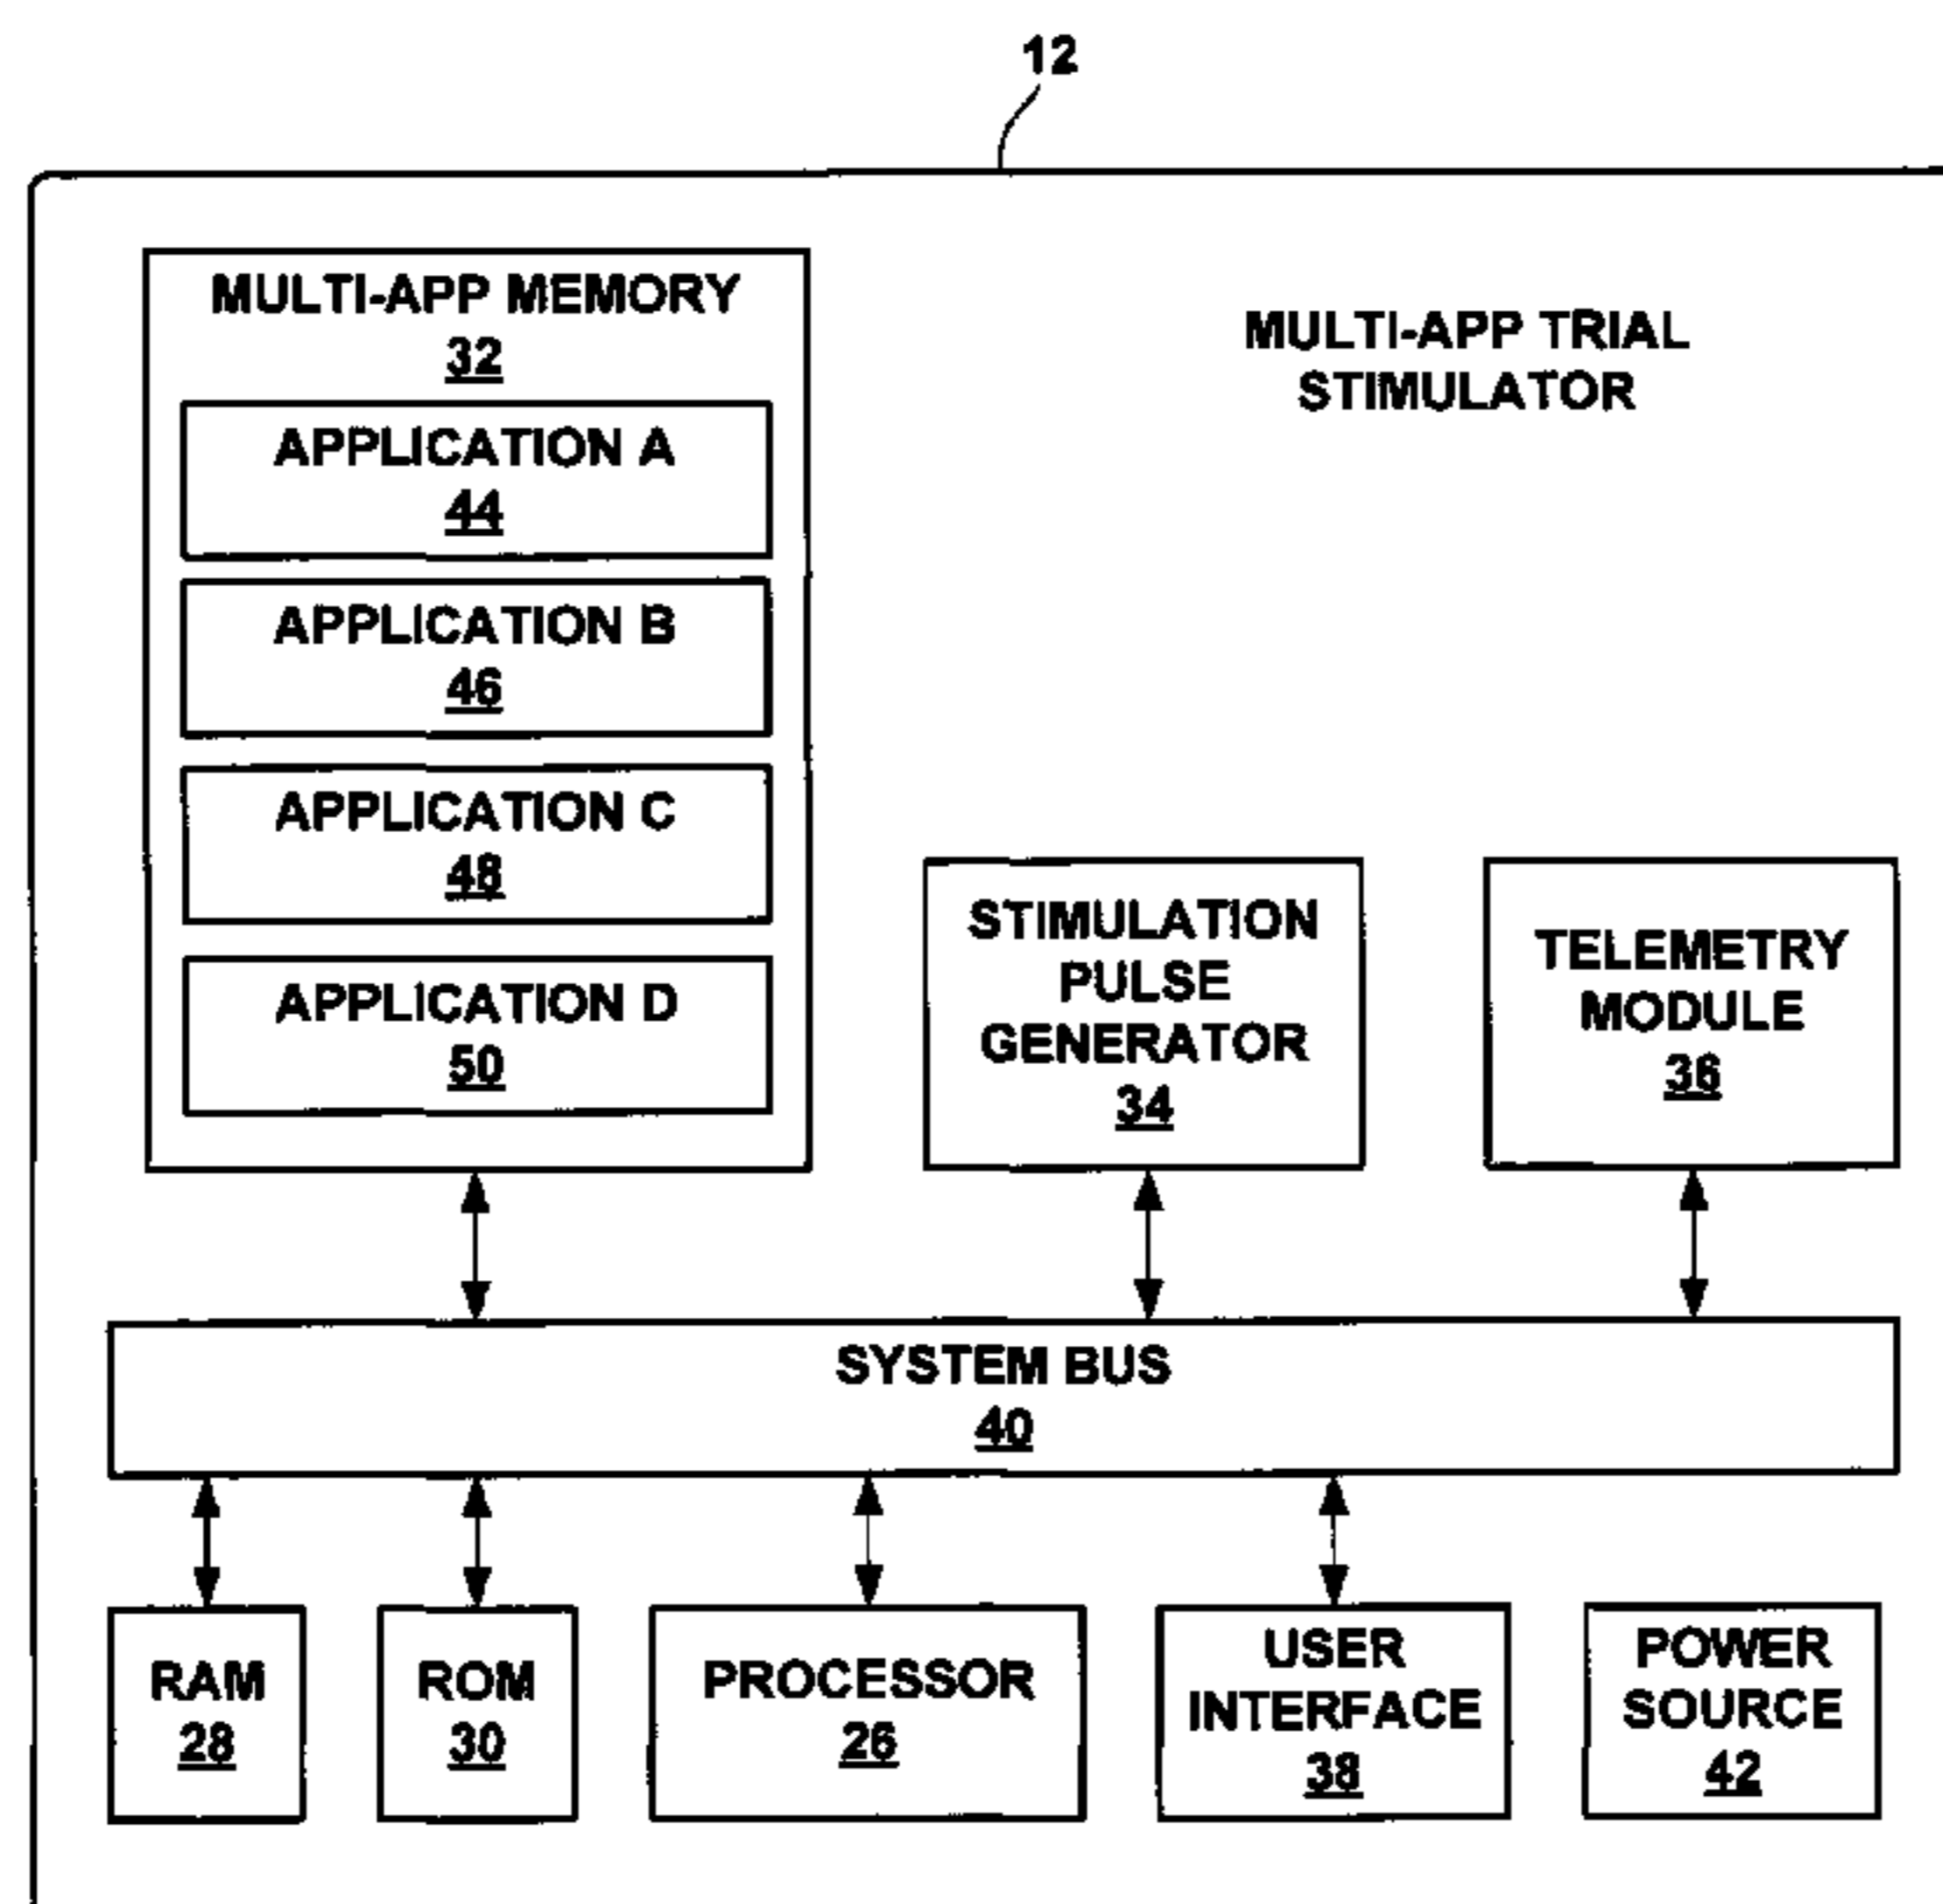 12
MULTI-APP MEMORY
32
MULTI-APP TRIAL
STIMULATOR
APPLICATION A
44
APPLICATION B
46
APPLICATION C
48
APPLICATION D
50
STIMULATION
PULSE
GENERATOR
34
TELEMETRY
MODULE
36
SYSTEM BUS
40
RAM
28
ROM
30
PROCESSOR
26
USER
INTERFACE
38
POWER
SOURCE
42